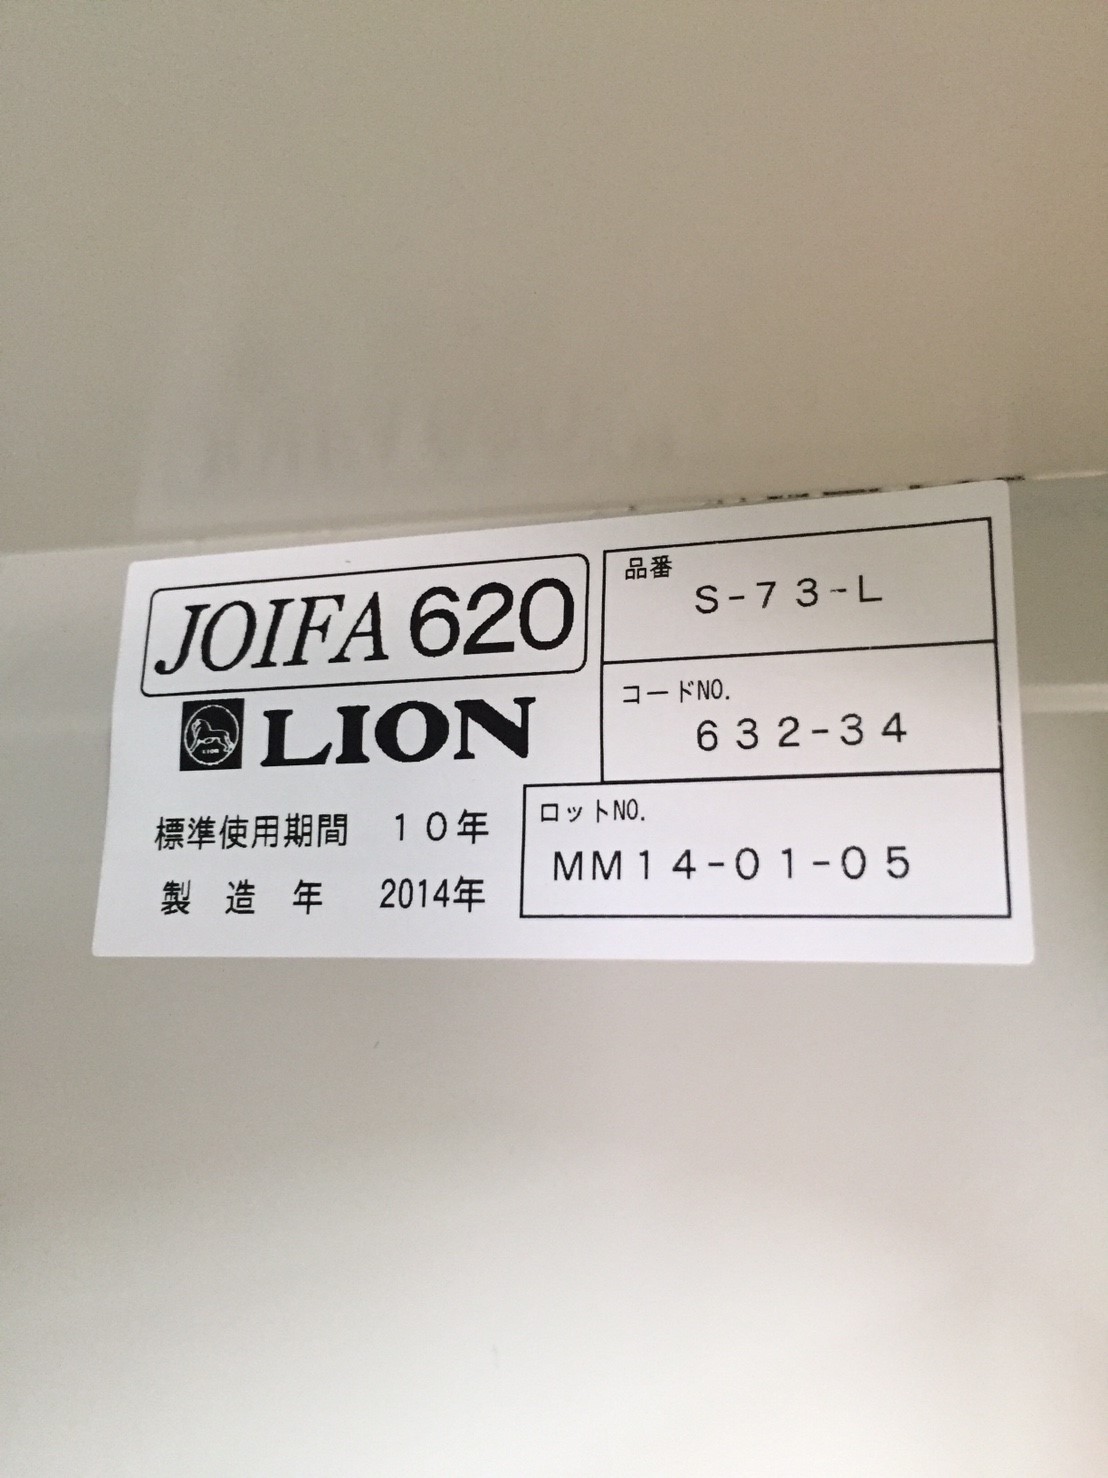 JOIFA 620
LION
標準使用期間 10年
製造年 2014年
品番
S-73-L
コードNO.
632-34
ロットNO.
MM14-01-05